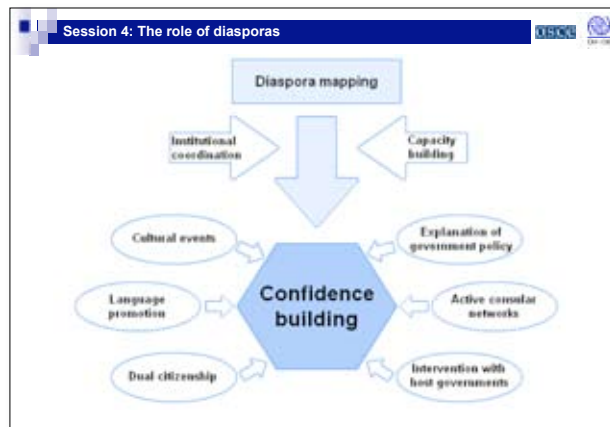 Session 4: The role of diasporas
OSCE
Diaspora mapping
Institutional
coordination
Capacity
building
Cultural events
Explanation of
government policy
Language
promotion
Confidence
building
Active consular
networks
Dual citizenship
Intervention with
host governments